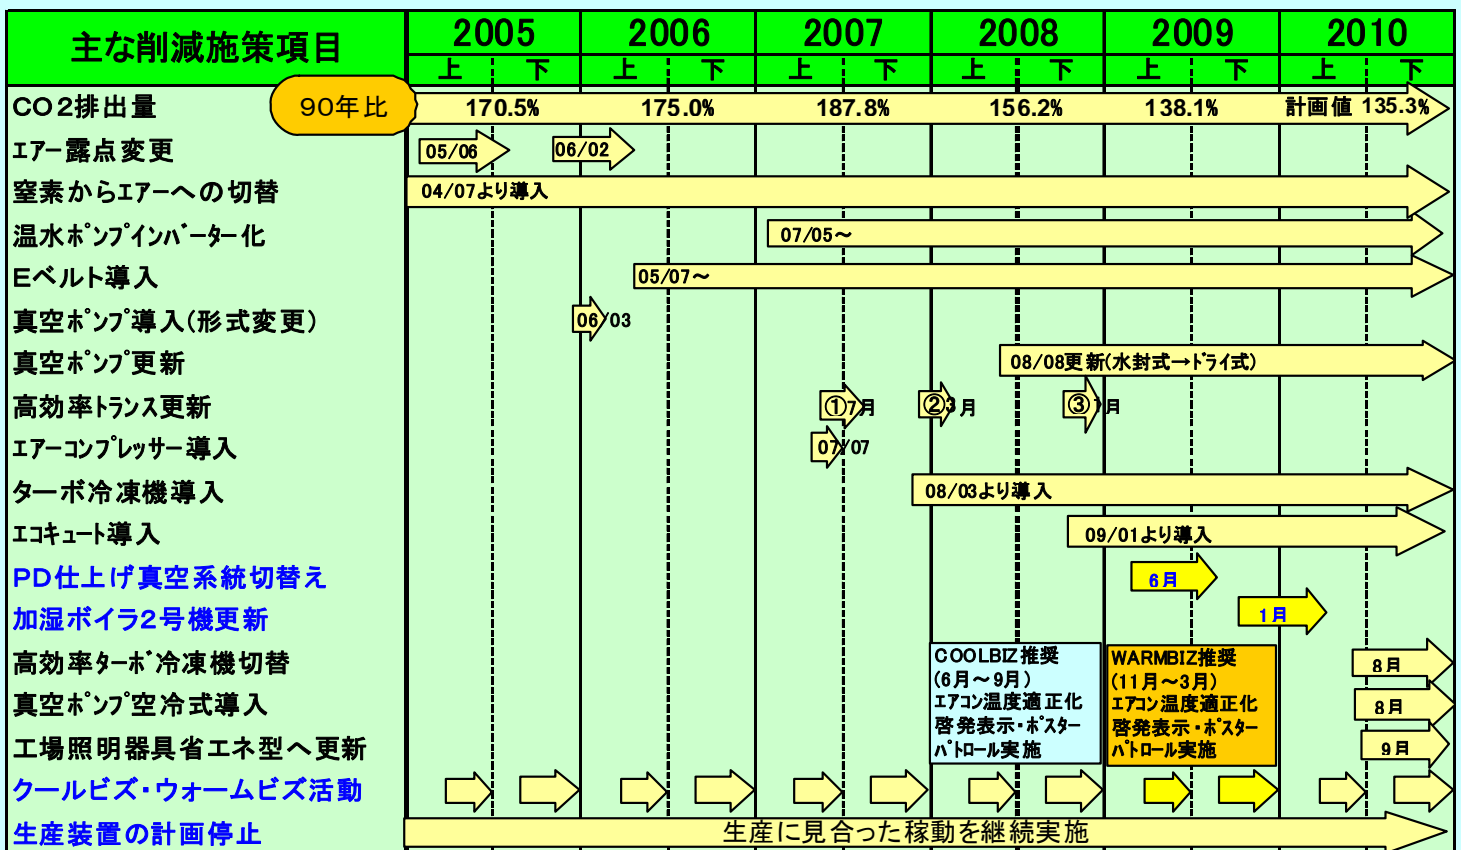 主な削減施策項目 2005 2006 2007 2008 2009 2010
上 下 上 下 上 下 上 下 上 下 上 下
CO2排出量 90年比 170.5% 175.0% 187.8% 156.2% 138.1% 計画値 135.3%
ｴｱｰ露点変更 05/06 06/02
窒素からｴｱｰへの切替 04/07より導入
温水ﾎﾟﾝﾌﾟｲﾝﾊﾞｰﾀｰ化 07/05～
Eベルト導入 05/07～
真空ﾎﾟﾝﾌﾟ導入(形式変更) 06/03
真空ﾎﾟﾝﾌﾟ更新 08/08更新(水封式→ﾄﾞﾗｲ式)
高効率ﾄﾗﾝｽ更新 ①7月 ②3月 ③1月
ｴｱｰｺﾝﾌﾟﾚｯｻｰ導入 07/07
ターボ冷凍機導入 08/03より導入
ｴｺｷｭｰﾄ導入 09/01より導入
PD仕上げ真空系統切替え 6月
加湿ボイラ2号機更新 1月
高効率ﾀｰﾎﾞ冷凍機切替 8月
真空ﾎﾟﾝﾌﾟ空冷式導入 8月
工場照明器具省エネ型へ更新 9月
COOLBIZ推奨
(6月～9月)
ｴｱｺﾝ温度適正化
啓発表示・ﾎﾟｽﾀｰ
ﾊﾟﾄﾛｰﾙ実施
WARMBIZ推奨
(11月～3月)
ｴｱｺﾝ温度適正化
啓発表示・ﾎﾟｽﾀｰ
ﾊﾟﾄﾛｰﾙ実施
クールビズ・ウォームビズ活動
生産装置の計画停止 生産に見合った稼動を継続実施